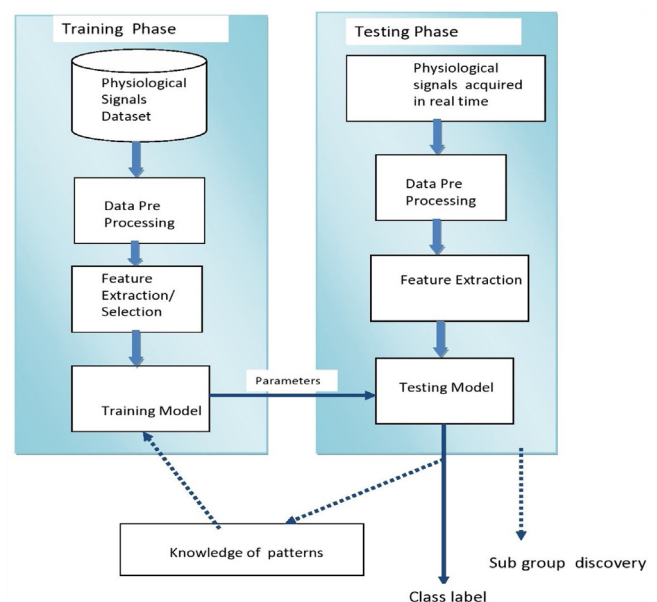 Training Phase
Physiological
Signals
Dataset
Data Pre
Processing
Feature
Extraction/
Selection
Training Model
Parameters
Testing Phase
Physiological
signals acquired
in real time
Data Pre
Processing
Feature Extraction
Testing Model
Knowledge of patterns
Sub group discovery
Class label